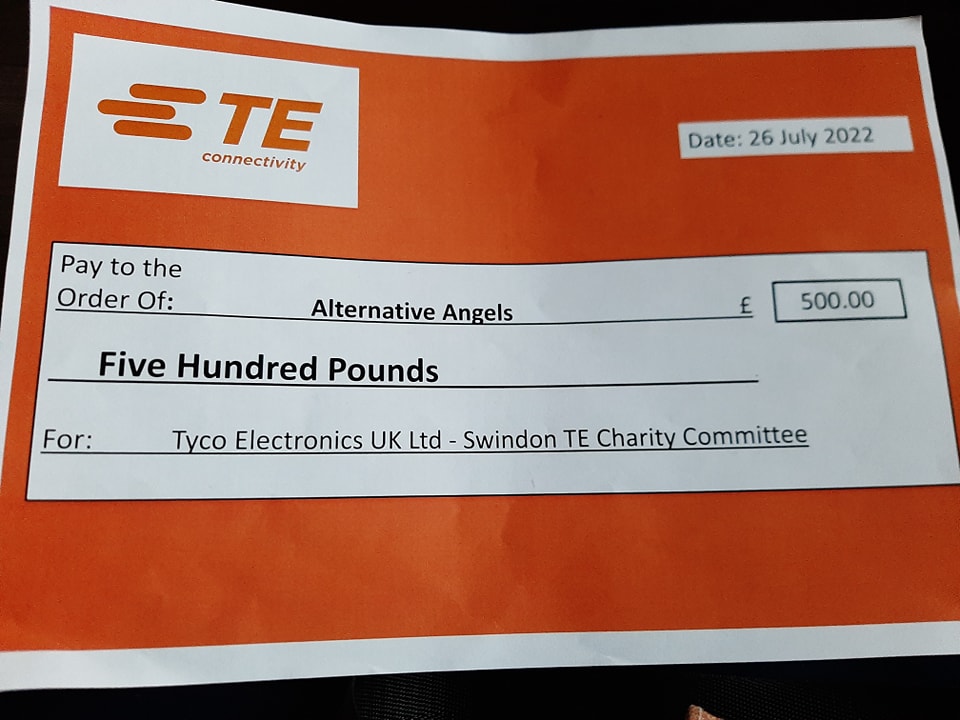 TE
connectivity
Date: 26 July 2022
Pay to the
Order Of: Alternative Angels £ 500.00
Five Hundred Pounds
For: Tyco Electronics UK Ltd - Swindon TE Charity Committee